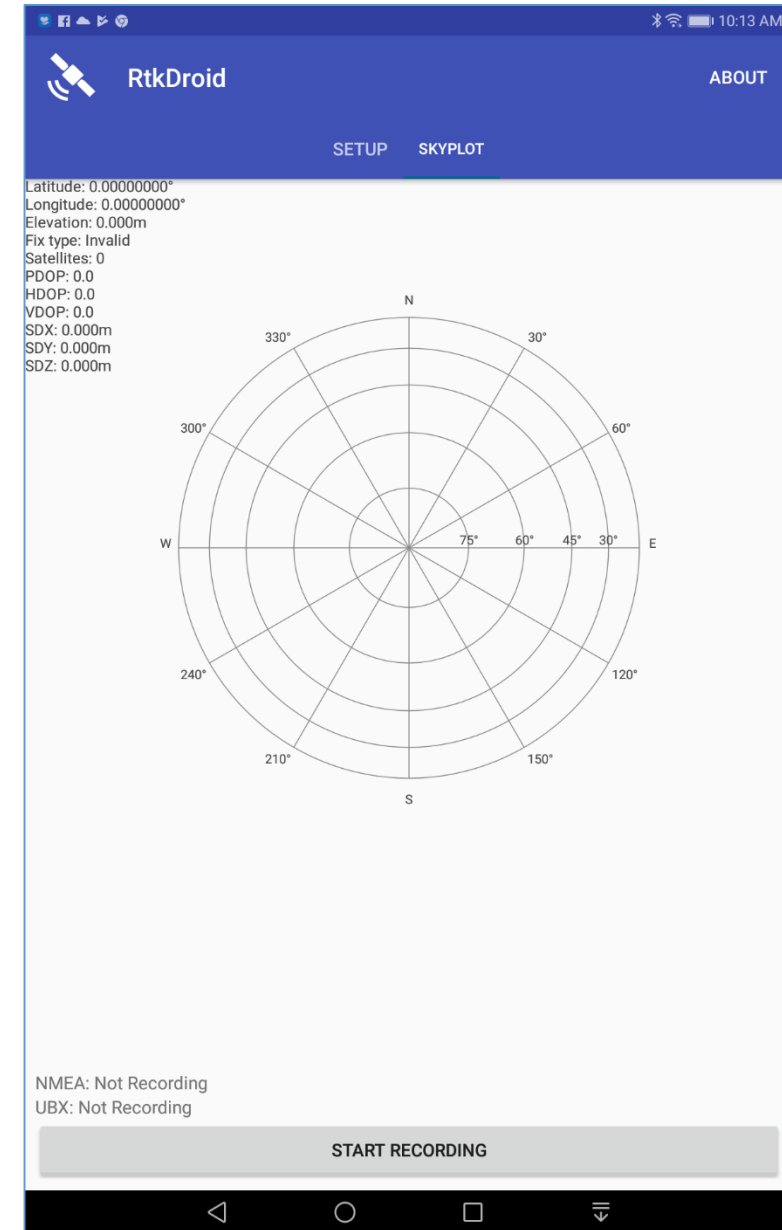 10:13 AM
RtkDroid
ABOUT
SETUP SKYPLOT
Latitude: 0.00000000°
Longitude: 0.00000000°
Elevation: 0.000m
Fix type: Invalid
Satellites: 0
PDOP: 0.0
HDOP: 0.0
VDOP: 0.0
SDX: 0.000m
SDY: 0.000m
SDZ: 0.000m
N
330° 30°
300° 60°
W 75° 60° 45° 30° E
240° 120°
210° 150°
S
NMEA: Not Recording
UBX: Not Recording
START RECORDING